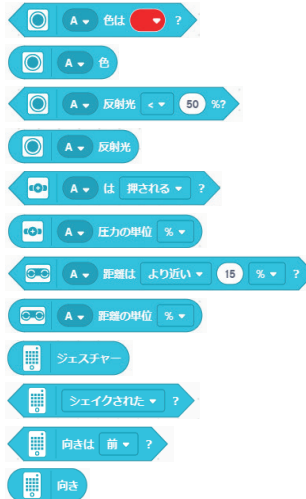 A 色は ?
A 色
A 反射光 < 50 %?
A 反射光
A は 押される ?
A 圧力の単位 %
A 距離は より近い 15 % ?
A 距離の単位 %
ジェスチャー
シェイクされた ?
向きは 前 ?
向き